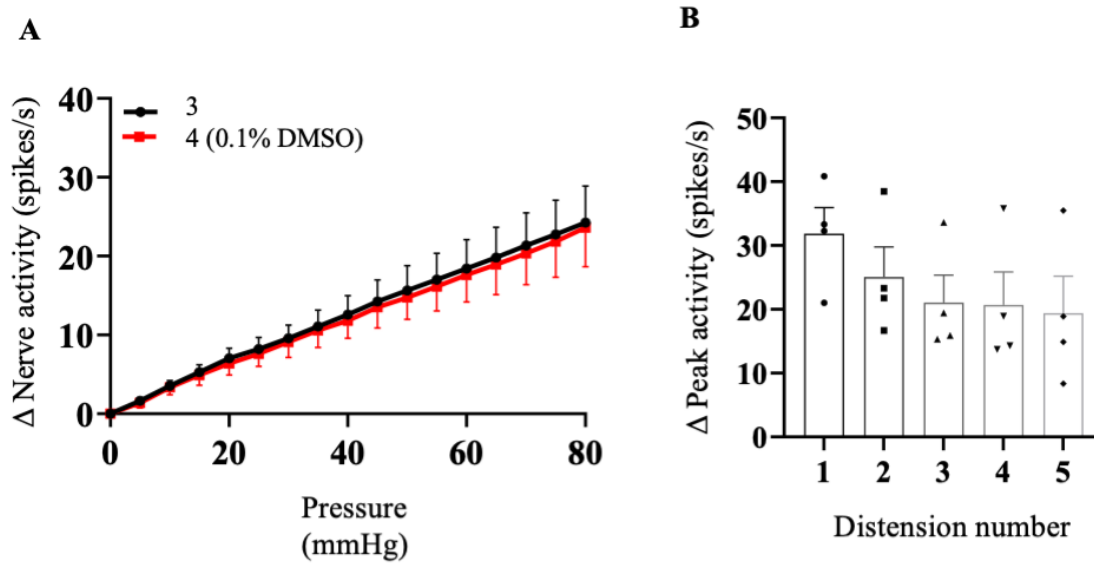 A
Δ Nerve activity (spikes/s)
40
30
20
10
0
3
4 (0.1% DMSO)
0 20 40 60 80
Pressure
(mmHg)
B
Δ Peak activity (spikes/s)
50
40
30
20
10
0
1 2 3 4 5
Distension number